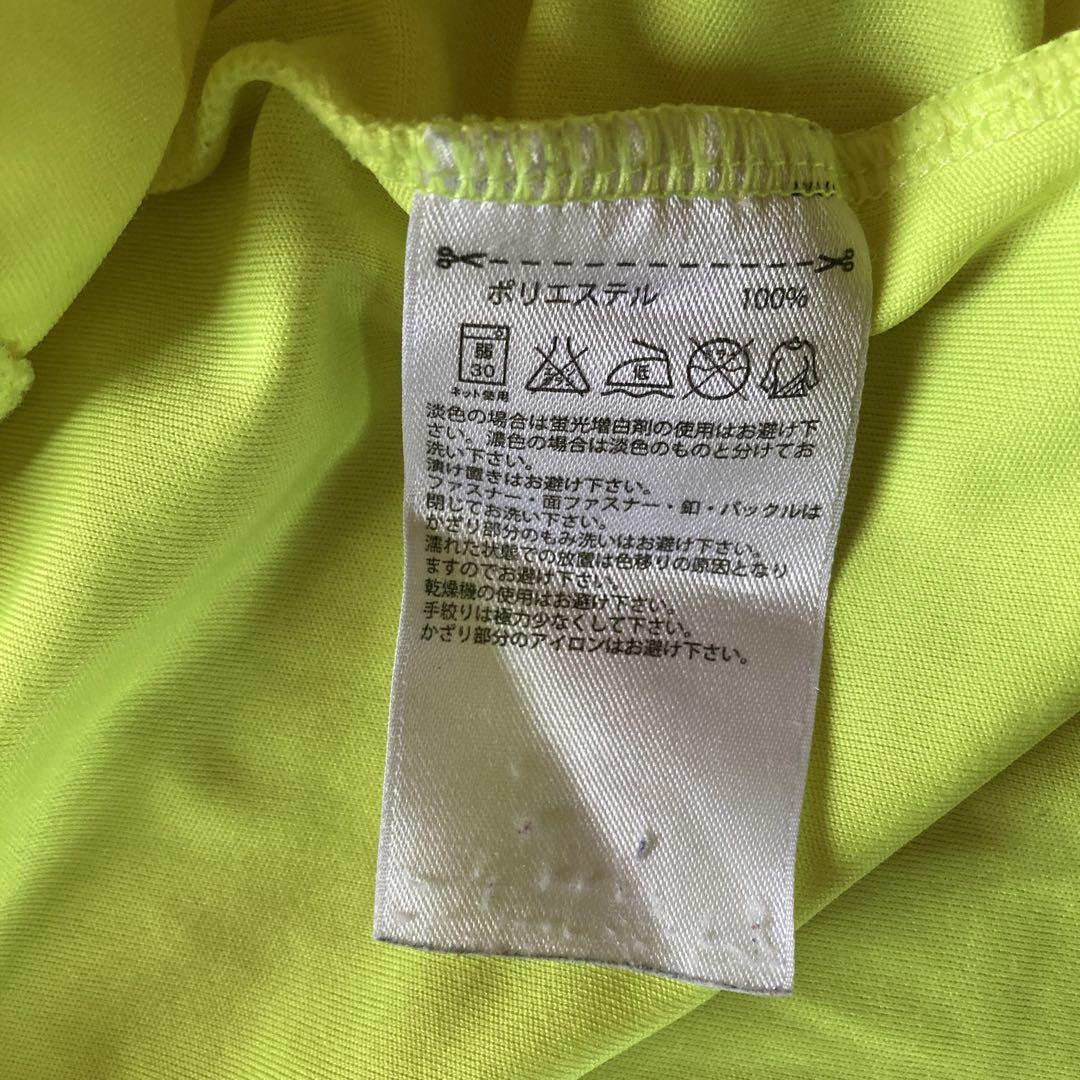 ポリエステル 100%
弱
30
ネット使用
低
淡色の場合は蛍光増白剤の使用はお避け下
さい。濃色の場合は淡色のものと分けてお
洗い下さい。
漬け置きはお避け下さい。
ファスナー・面ファスナー・釦・バックルは
閉じてお洗い下さい。
かざり部分のもみ洗いはお避け下さい。
濡れた状態での放置は色移りの原因となり
ますのでお避け下さい。
乾燥機の使用はお避け下さい。
手絞りは極力少なくして下さい。
かざり部分のアイロンはお避け下さい。